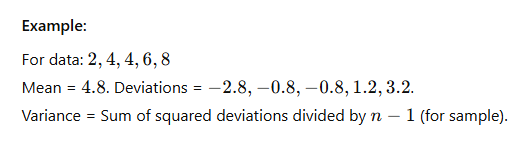 Example:
For data: 2, 4, 4, 6, 8
Mean = 4.8. Deviations = −2.8, −0.8, −0.8, 1.2, 3.2.
Variance = Sum of squared deviations divided by n − 1 (for sample).